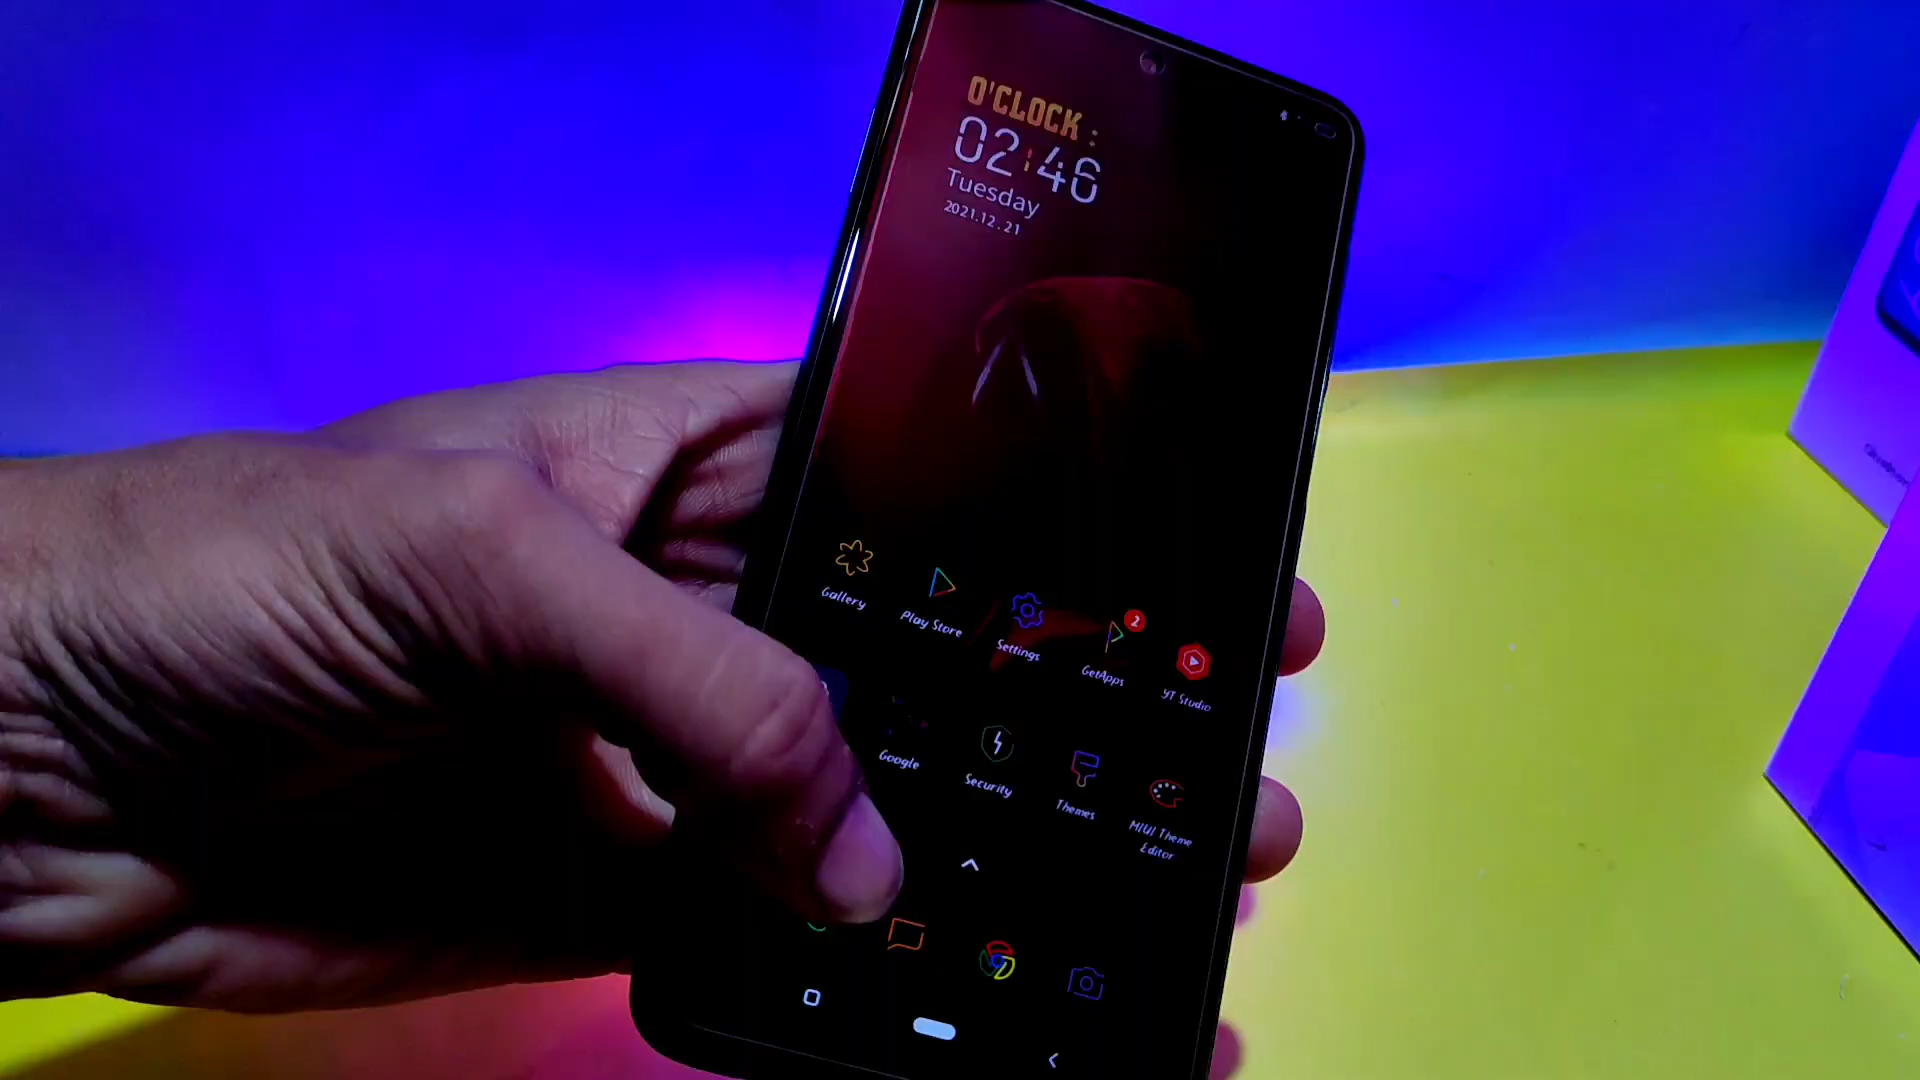 O'CLOCK :
02:46
Tuesday
2021.12.21
Gallery
Play Store
Settings
2
GetApps
YT Studio
Google
Security
Themes
MIUI Theme
Editor